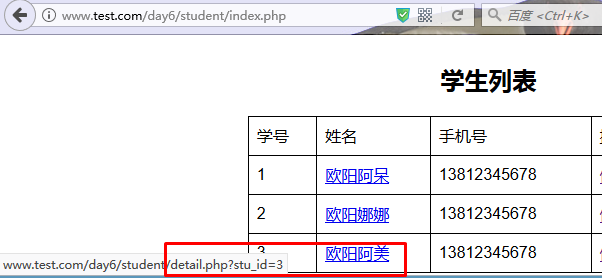 www.test.com/day6/student/index.php
百度 <Ctrl+K>
学生列表
学号 姓名 手机号
1 欧阳阿呆 13812345678
2 欧阳娜娜 13812345678
3 欧阳阿美 13812345678
www.test.com/day6/student/detail.php?stu_id=3